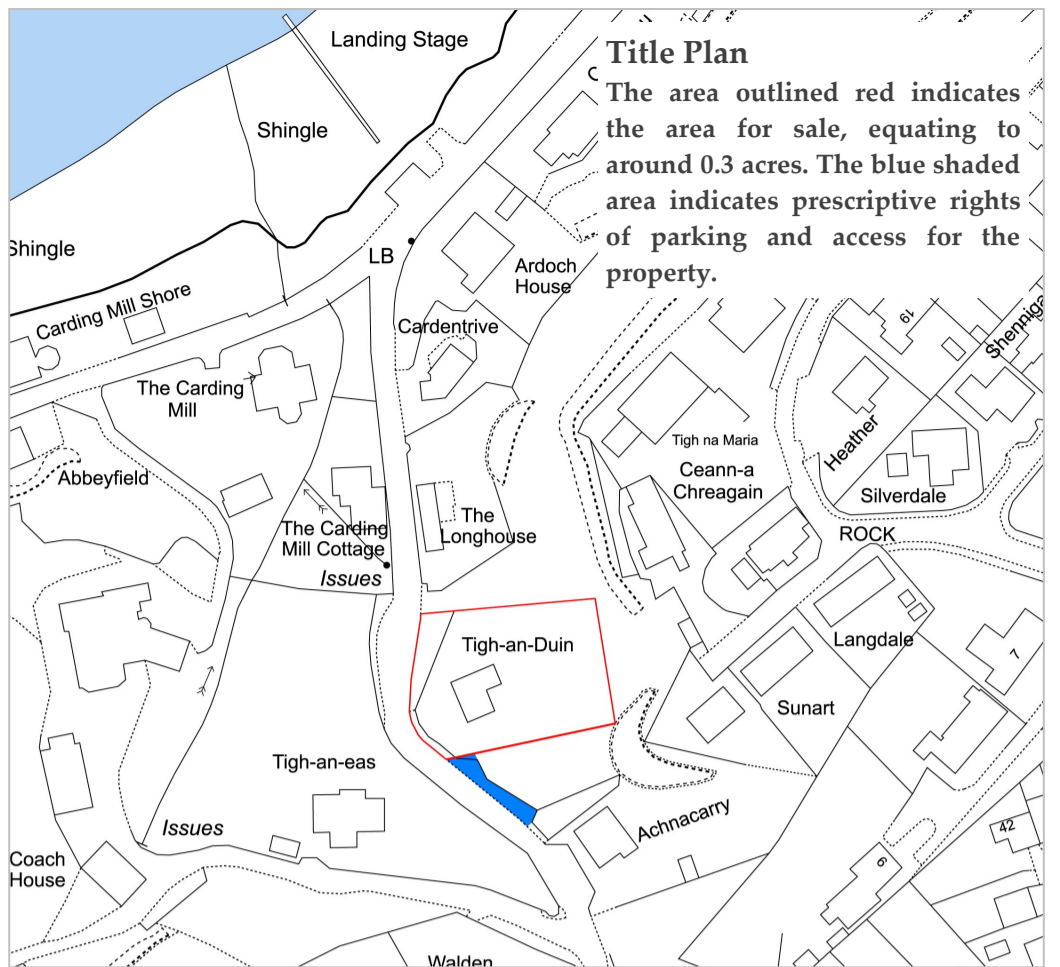 Title Plan
The area outlined red indicates
the area for sale, equating to
around 0.3 acres. The blue shaded
area indicates prescriptive rights
of parking and access for the
property.
Landing Stage
Shingle
Shingle
LB
Ardoch
House
Carding Mill Shore
Cardentrive
19
The Carding
Mill
Tigh na Maria
Ceann-a
Chreagain
Heather
Silverdale
Abbeyfield
The
Longhouse
The Carding
Mill Cottage
Issues
ROCK
Tigh-an-Duin
Langdale
7
Sunart
Tigh-an-eas
Issues
Achnacarry
42
Coach
House
6
Walden